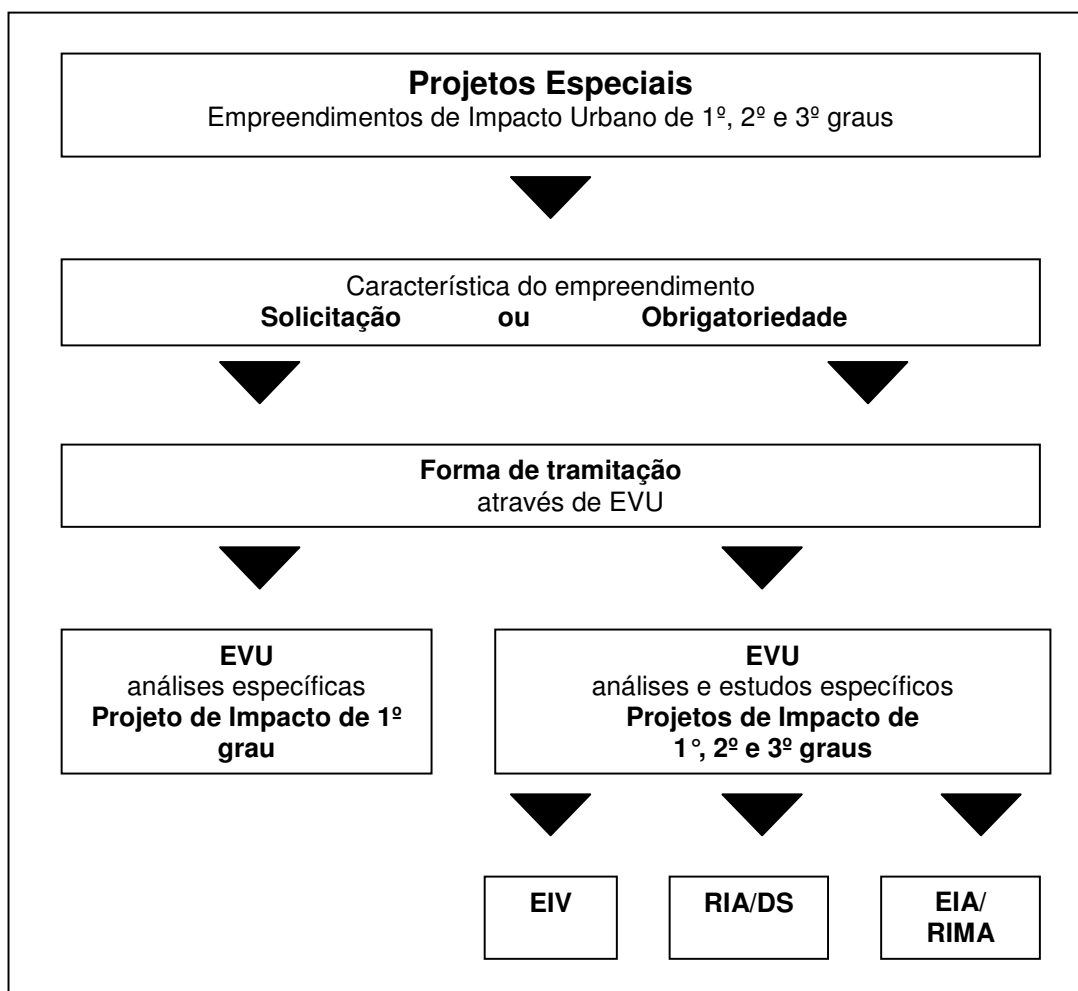 Projetos Especiais
Empreendimentos de Impacto Urbano de 1º, 2º e 3º graus
Característica do empreendimento
Solicitação ou Obrigatoriedade
Forma de tramitação
através de EVU
EVU
análises específicas
Projeto de Impacto de 1º
grau
EVU
análises e estudos específicos
Projetos de Impacto de
1°, 2º e 3º graus
EIV
RIA/DS
EIA/
RIMA